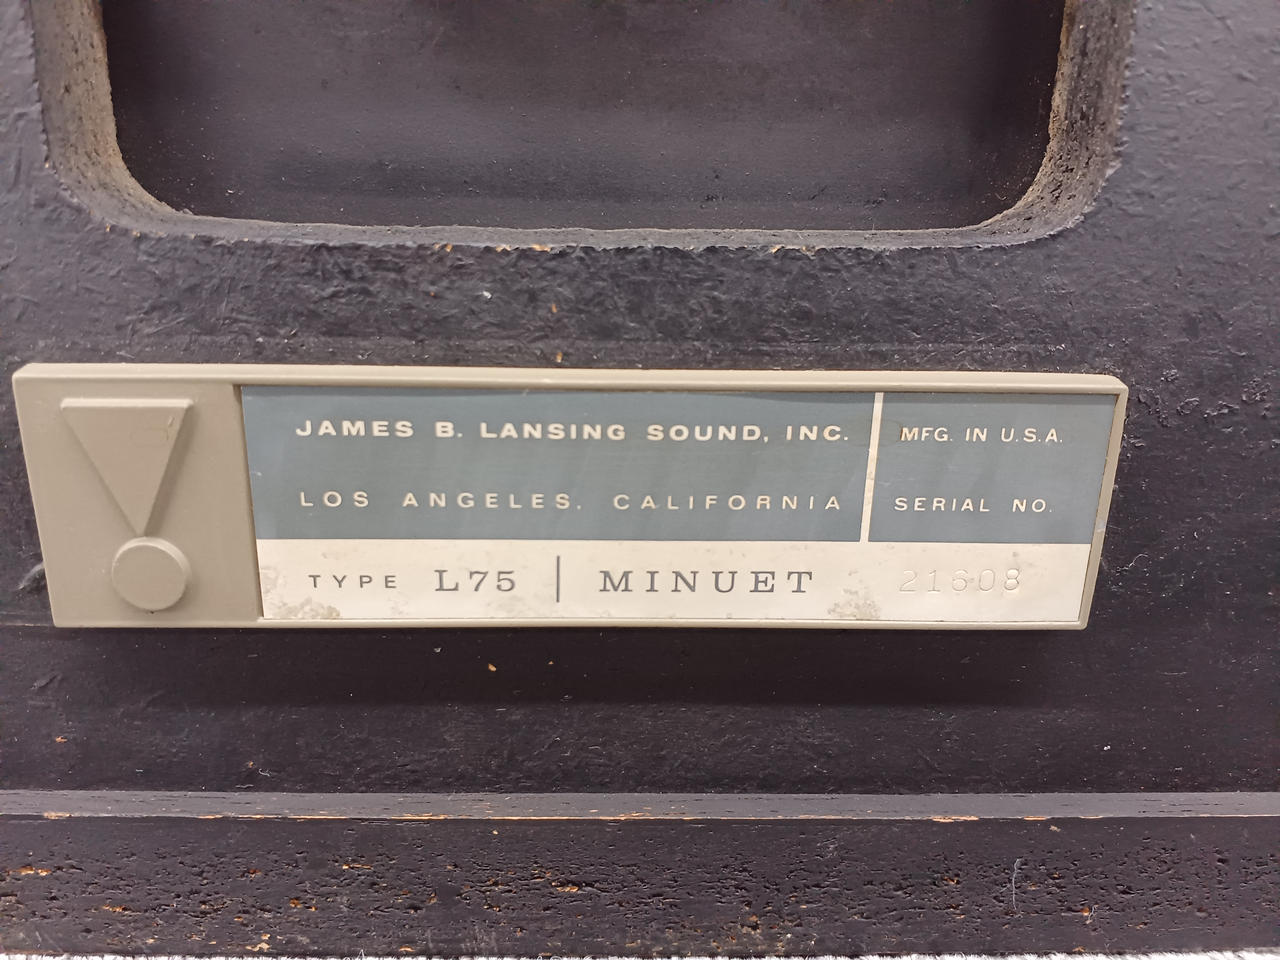 JAMES B. LANSING SOUND, INC.
LOS ANGELES, CALIFORNIA
MFG. IN U.S.A.
SERIAL NO.
TYPE L75 | MINUET
21608